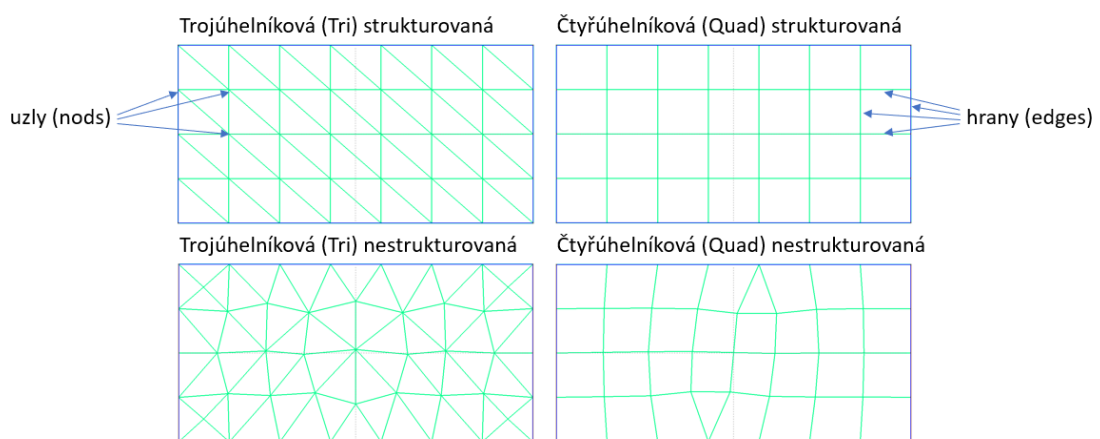 Trojúhelníková (Tri) strukturovaná
Čtyřúhelníková (Quad) strukturovaná
uzly (nods)
hrany (edges)
Trojúhelníková (Tri) nestrukturovaná
Čtyřúhelníková (Quad) nestrukturovaná